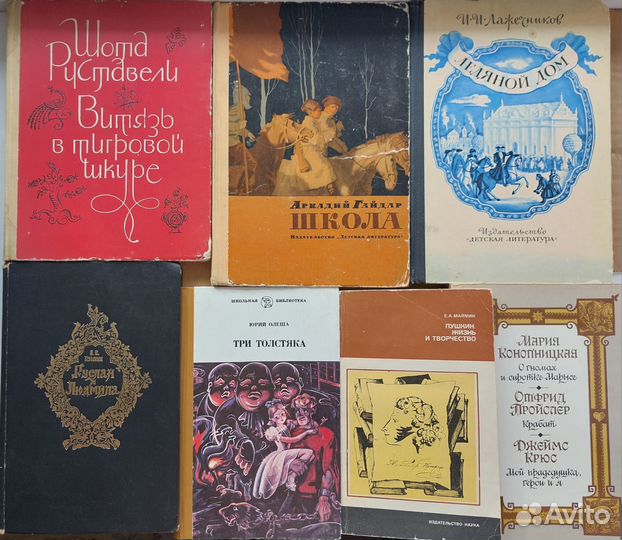 Шота
Руставели
Витязь
в тигровой
шкуре
Аркадий Гайдар
ШКОЛА
Издательство „Детская литература“
И.И.Лажечников
ЛЕДЯНОЙ ДОМ
Издательство
«ДЕТСКАЯ ЛИТЕРАТУРА»
Руслан
Людмила
ШКОЛЬНАЯ БИБЛИОТЕКА
ЮРИЙ ОЛЕША
ТРИ ТОЛСТЯКА
Е.А.МАЙМИН
ПУШКИН.
ЖИЗНЬ
И ТВОРЧЕСТВО
ИЗДАТЕЛЬСТВО НАУКА
МАРИЯ
КОНОПНИЦКАЯ
О гномах
и сиротке Марысе
ОТФРИД
ПРОЙСЛЕР
Крабат
ДЖЕЙМС
КРЮС
Мой прадедушка,
герои и я
Avito